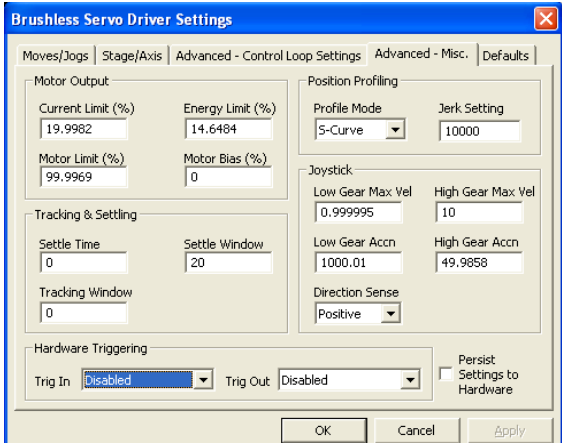 Brushless Servo Driver Settings
Moves/Jogs Stage/Axis Advanced - Control Loop Settings Advanced - Misc. Defaults
Motor Output
Current Limit (%) Energy Limit (%)
19.9982 14.6484
Motor Limit (%) Motor Bias (%)
99.9969 0
Tracking & Settling
Settle Time Settle Window
0 20
Tracking Window
0
Position Profiling
Profile Mode Jerk Setting
S-Curve 10000
Joystick
Low Gear Max Vel High Gear Max Vel
0.999995 10
Low Gear Accn High Gear Accn
1000.01 49.9858
Direction Sense
Positive
Hardware Triggering
Trig In Disabled Trig Out Disabled
Persist
Settings to
Hardware
OK Cancel Apply